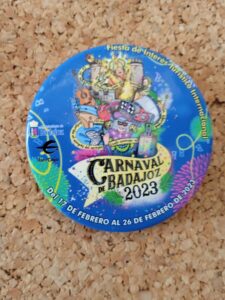 Fiesta de Interés Turístico Internacional
CARNAVAL
DE BADAJOZ
2023
DEL 17 DE FEBRERO AL 26 DE FEBRERO DE 2023